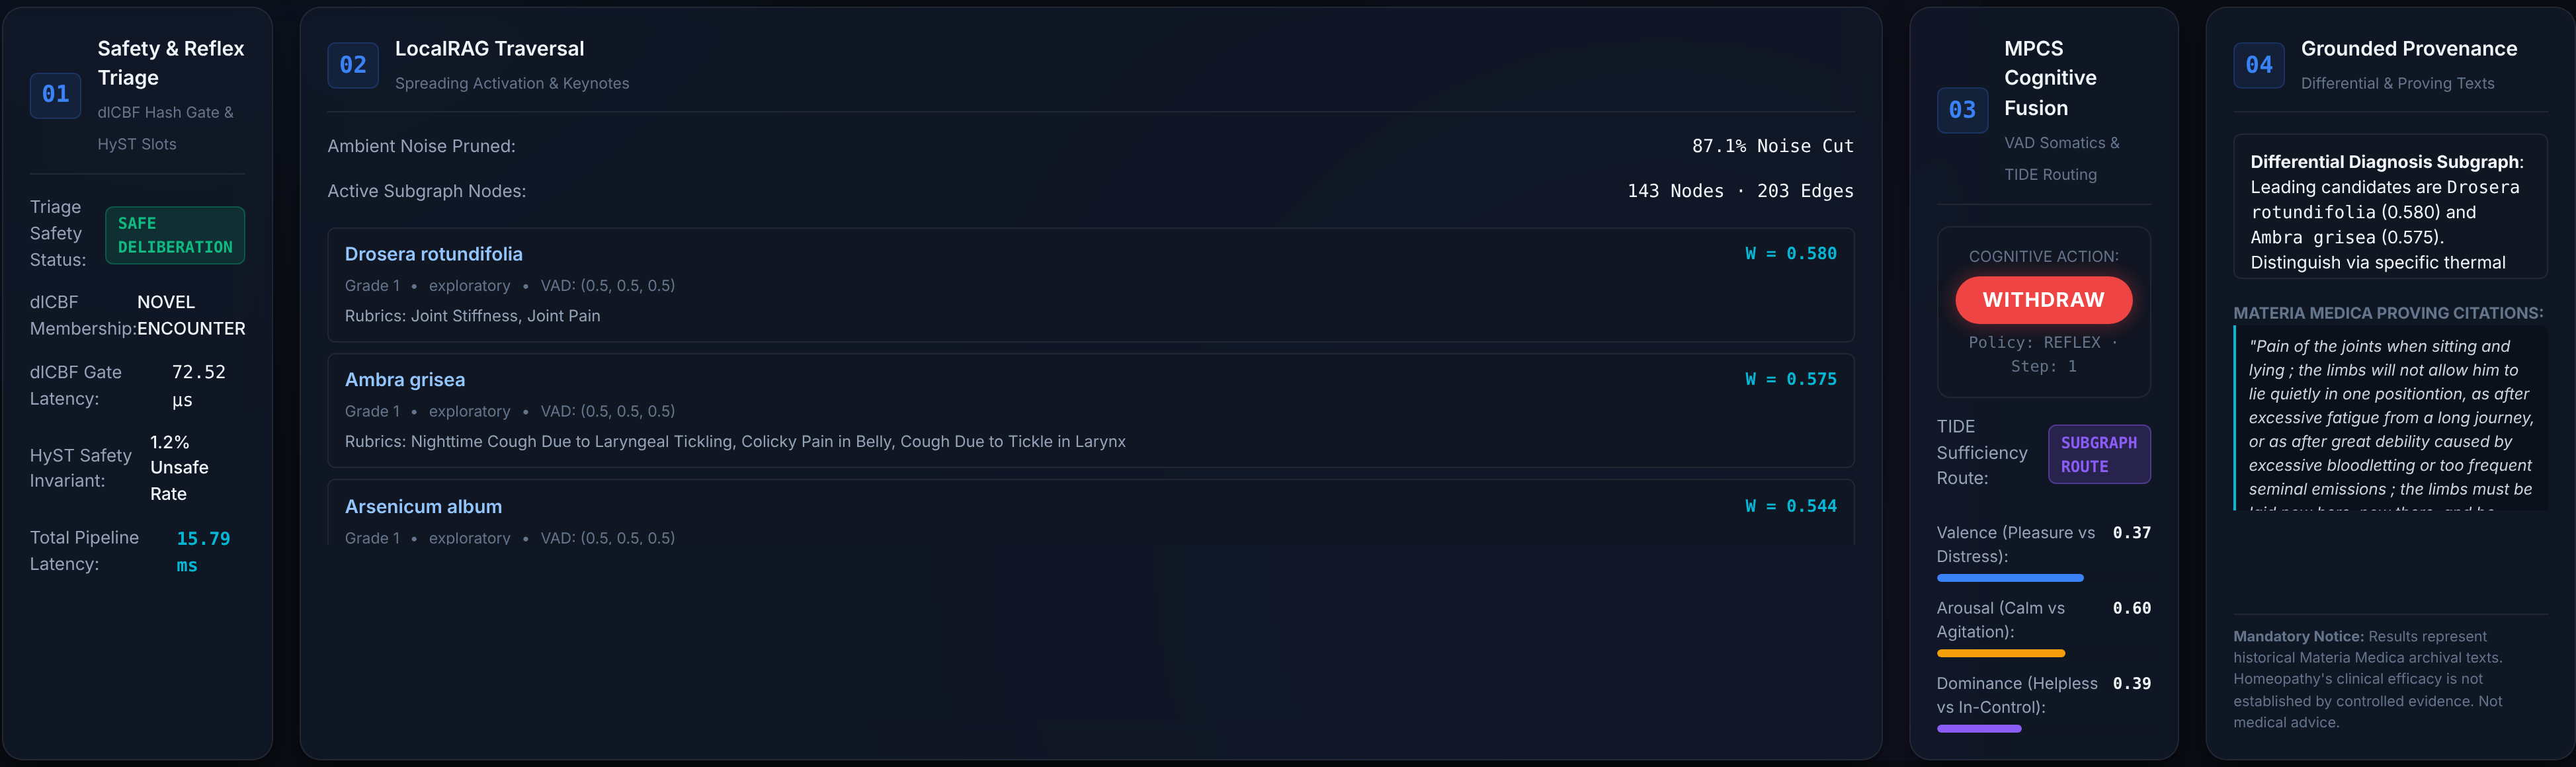 01
Safety & Reflex
Triage
dlCBF Hash Gate &
HyST Slots
Triage
Safety
Status:
SAFE
DELIBERATION
dlCBF
Membership:
NOVEL
ENCOUNTER
dlCBF Gate
Latency:
72.52
µs
HyST Safety
Invariant:
1.2%
Unsafe
Rate
Total Pipeline
Latency:
15.79
ms
02
LocalRAG Traversal
Spreading Activation & Keynotes
Ambient Noise Pruned:
87.1% Noise Cut
Active Subgraph Nodes:
143 Nodes · 203 Edges
Drosera rotundifolia
W = 0.580
Grade 1 • exploratory • VAD: (0.5, 0.5, 0.5)
Rubrics: Joint Stiffness, Joint Pain
Ambra grisea
W = 0.575
Grade 1 • exploratory • VAD: (0.5, 0.5, 0.5)
Rubrics: Nighttime Cough Due to Laryngeal Tickling, Colicky Pain in Belly, Cough Due to Tickle in Larynx
Arsenicum album
W = 0.544
Grade 1 • exploratory • VAD: (0.5, 0.5, 0.5)
03
MPCS
Cognitive
Fusion
VAD Somatics &
TIDE Routing
COGNITIVE ACTION:
WITHDRAW
Policy: REFLEX ·
Step: 1
TIDE
Sufficiency
Route:
SUBGRAPH
ROUTE
Valence (Pleasure vs
Distress):
0.37
Arousal (Calm vs
Agitation):
0.60
Dominance (Helpless
vs In-Control):
0.39
04
Grounded Provenance
Differential & Proving Texts
Differential Diagnosis Subgraph:
Leading candidates are Drosera
rotundifolia (0.580) and
Ambra grisea (0.575).
Distinguish via specific thermal
MATERIA MEDICA PROVING CITATIONS:
"Pain of the joints when sitting and
lying ; the limbs will not allow him to
lie quietly in one positiontion, as after
excessive fatigue from a long journey,
or as after great debility caused by
excessive bloodletting or too frequent
seminal emissions ; the limbs must be
laid now here, now there, and be
Mandatory Notice: Results represent
historical Materia Medica archival texts.
Homeopathy's clinical efficacy is not
established by controlled evidence. Not
medical advice.